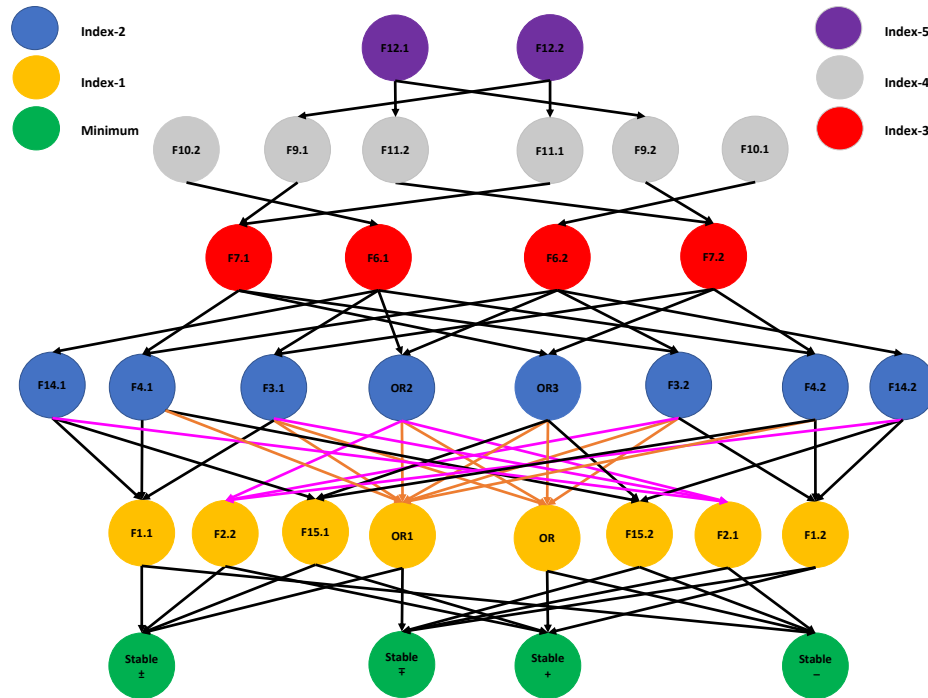 Index-2
F12.1
F12.2
Index-5
Index-1
Index-4
Minimum
F10.2
F9.1
F11.2
F11.1
F9.2
F10.1
Index-3
F7.1
F6.1
F6.2
F7.2
F14.1
F4.1
F3.1
OR2
OR3
F3.2
F4.2
F14.2
F1.1
F2.2
F15.1
OR1
OR
F15.2
F2.1
F1.2
Stable
±
Stable
∓
Stable
+
Stable
−